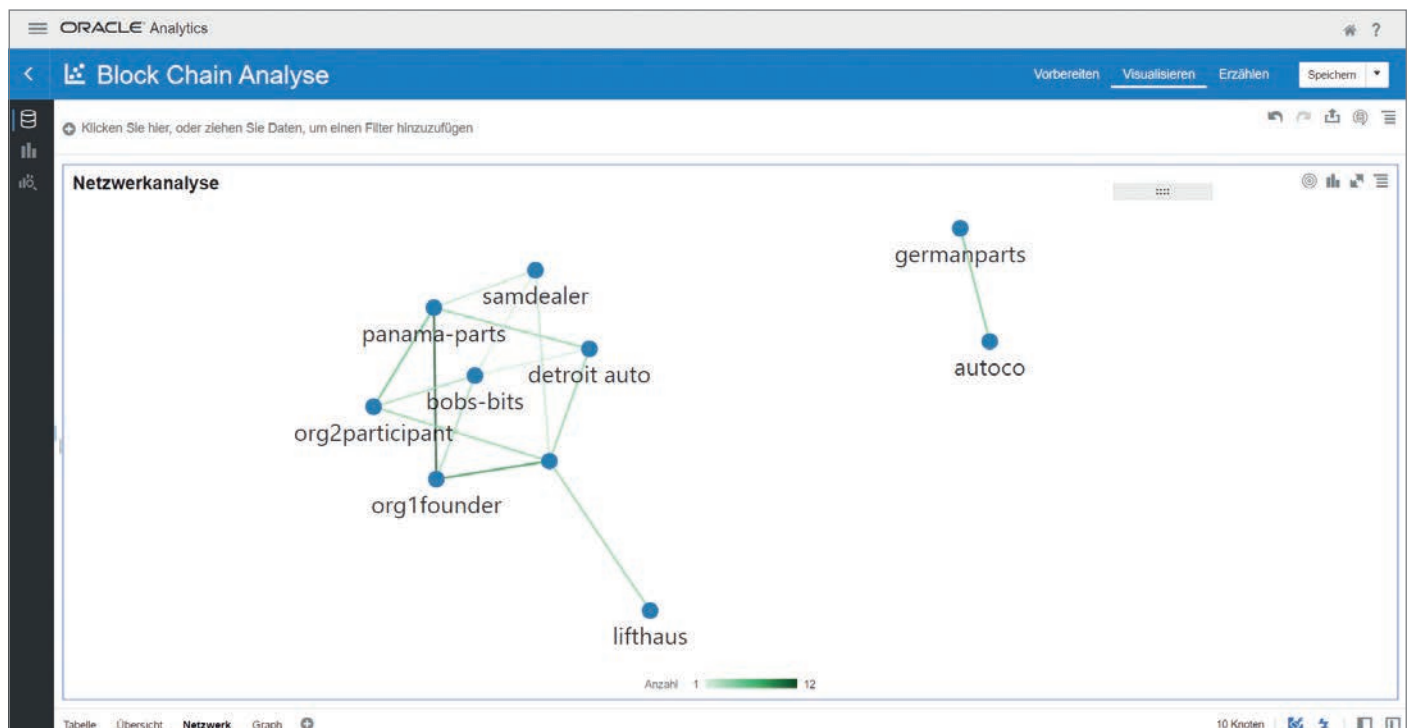 ORACLE Analytics
?
Block Chain Analyse
Vorbereiten Visualisieren Erzählen Speichern
Klicken Sie hier, oder ziehen Sie Daten, um einen Filter hinzuzufügen
Netzwerkanalyse
germanparts
samdealer
panama-parts
autoco
detroit auto
bobs-bits
org2participant
org1founder
lifthaus
Anzahl 1 12
Tabelle Übersicht Netzwerk Graph
10 Knoten